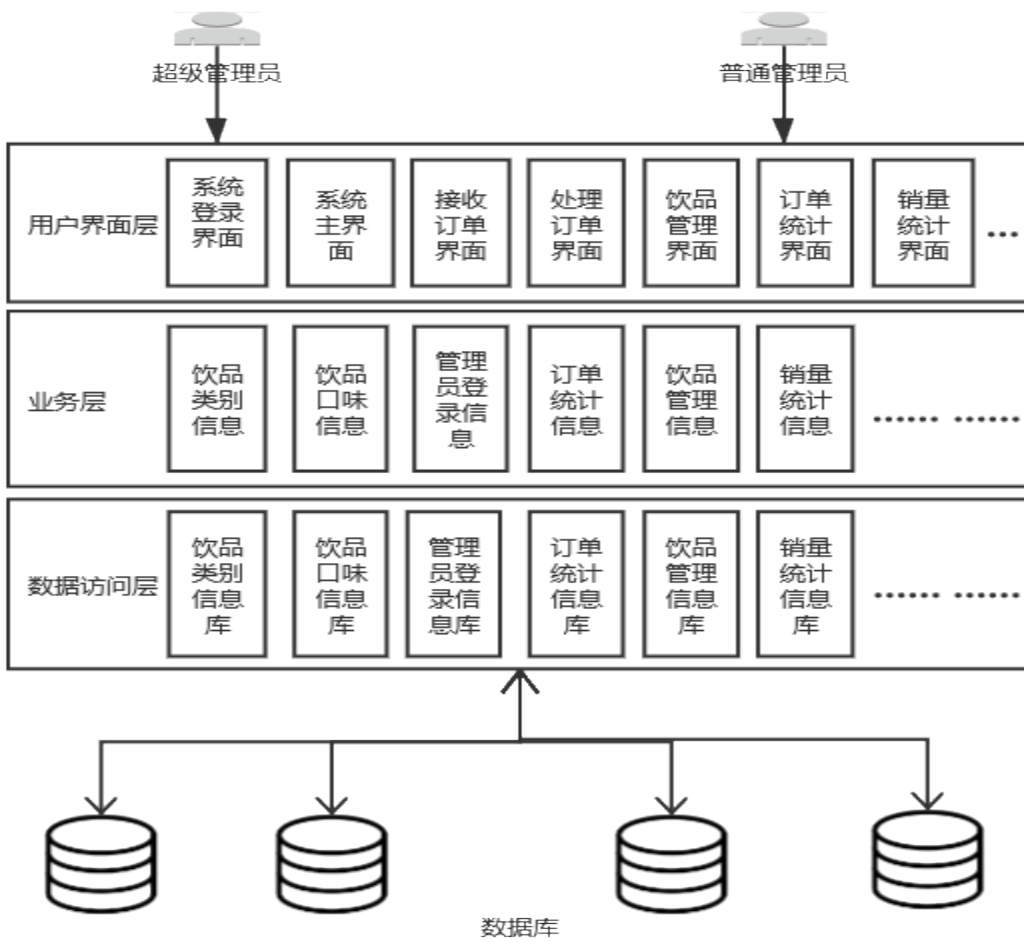 超级管理员
普通管理员
用户界面层
系统
登录
界面
系统
主界
面
接收
订单
界面
处理
订单
界面
饮品
管理
界面
订单
统计
界面
销量
统计
界面
...
业务层
饮品
类别
信息
饮品
口味
信息
管理
员登
录信
息
订单
统计
信息
饮品
管理
信息
销量
统计
信息
...... ......
数据访问层
饮品
类别
信息
库
饮品
口味
信息
库
管理
员登
录信
息库
订单
统计
信息
库
饮品
管理
信息
库
销量
统计
信息
库
...... ......
数据库